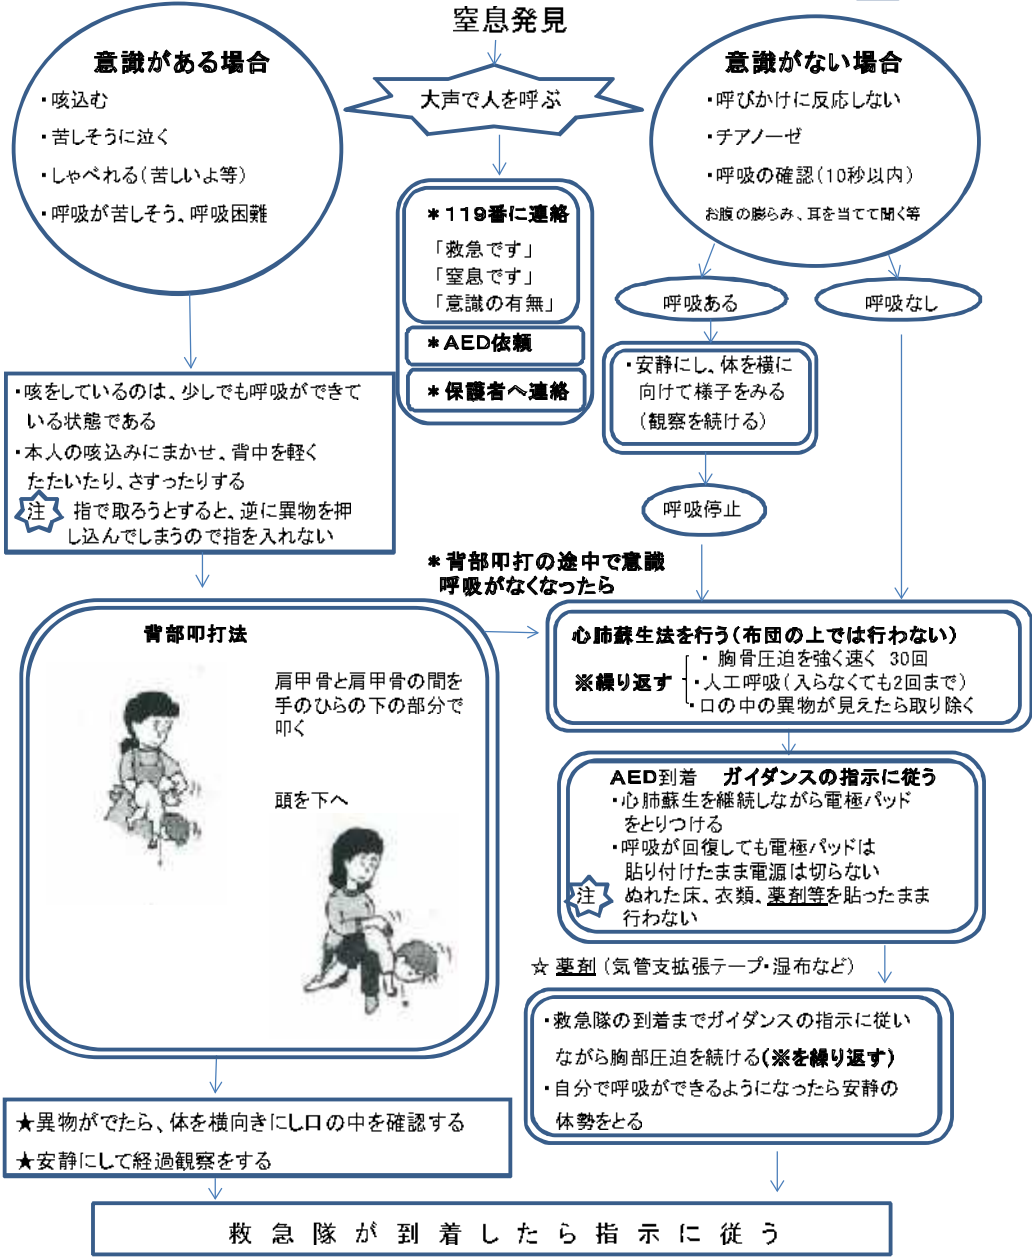 窒息発見
大声で人を呼ぶ
意識がある場合
・咳込む
・苦しそうに泣く
・しゃべれる(苦しいよ等)
・呼吸が苦しそう、呼吸困難
意識がない場合
・呼びかけに反応しない
・チアノーゼ
・呼吸の確認(10秒以内)
お腹の膨らみ、耳を当てて聞く等
＊119番に連絡
「救急です」
「窒息です」
「意識の有無」
＊AED依頼
＊保護者へ連絡
呼吸ある
呼吸なし
・安静にし、体を横に
向けて様子をみる
(観察を続ける)
呼吸停止
・咳をしているのは、少しでも呼吸ができて
いる状態である
・本人の咳込みにまかせ、背中を軽く
たたいたり、さすったりする
注 指で取ろうとすると、逆に異物を押
し込んでしまうので指を入れない
＊背部叩打の途中で意識
呼吸がなくなったら
背部叩打法
肩甲骨と肩甲骨の間を
手のひらの下の部分で
叩く
頭を下へ
心肺蘇生法を行う(布団の上では行わない)
・胸骨圧迫を強く速く 30回
※繰り返す ・人工呼吸(入らなくても2回まで)
・口の中の異物が見えたら取り除く
AED到着 ガイダンスの指示に従う
・心肺蘇生を継続しながら電極パッド
をとりつける
・呼吸が回復しても電極パッドは
貼り付けたまま電源は切らない
注 ぬれた床、衣類、薬剤等を貼ったまま
行わない
☆ 薬剤(気管支拡張テープ・湿布など)
・救急隊の到着までガイダンスの指示に従い
ながら胸部圧迫を続ける(※を繰り返す)
・自分で呼吸ができるようになったら安静の
体勢をとる
★異物がでたら、体を横向きにし口の中を確認する
★安静にして経過観察をする
救急隊が到着したら指示に従う